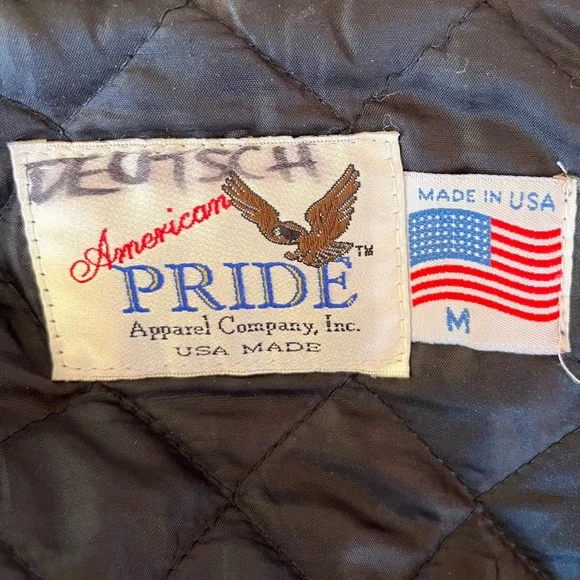 DEUTSCH
American
PRIDE™
Apparel Company, Inc.
USA MADE
MADE IN USA
M